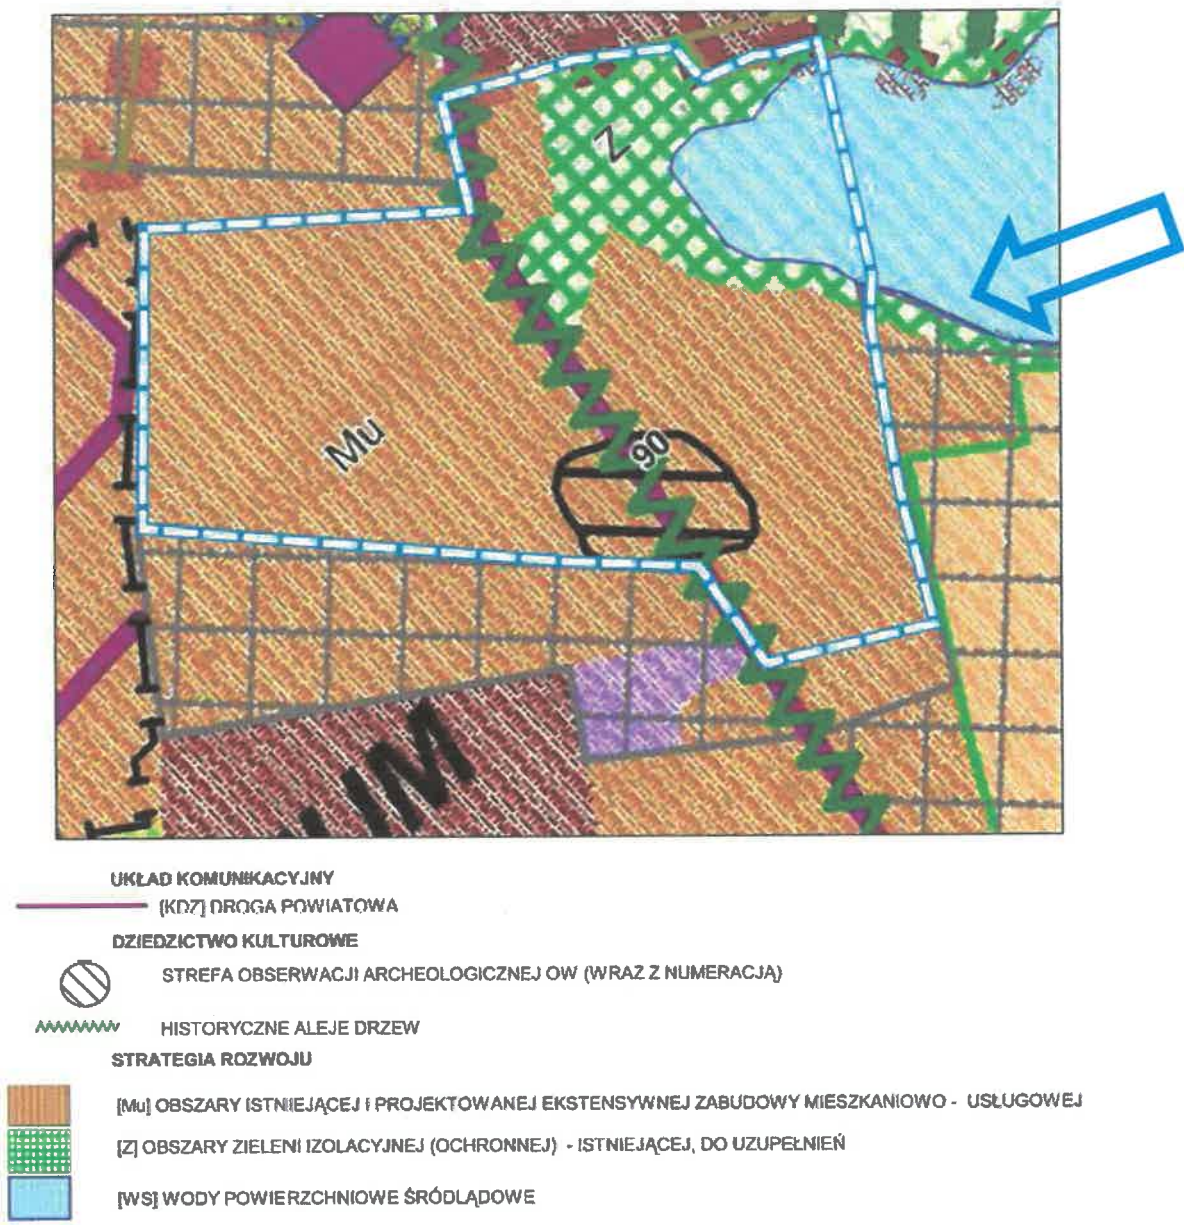 Z
Mu
90
UM
UKŁAD KOMUNIKACYJNY
[KDZ] DROGA POWIATOWA
DZIEDZICTWO KULTUROWE
STREFA OBSERWACJI ARCHEOLOGICZNEJ OW (WRAZ Z NUMERACJĄ)
HISTORYCZNE ALEJE DRZEW
STRATEGIA ROZWOJU
[Mu] OBSZARY ISTNIEJĄCEJ I PROJEKTOWANEJ EKSTENSYWNEJ ZABUDOWY MIESZKANIOWO - USŁUGOWEJ
[Z] OBSZARY ZIELENI IZOLACYJNEJ (OCHRONNEJ) - ISTNIEJĄCEJ, DO UZUPEŁNIEŃ
[WS] WODY POWIERZCHNIOWE ŚRÓDLĄDOWE